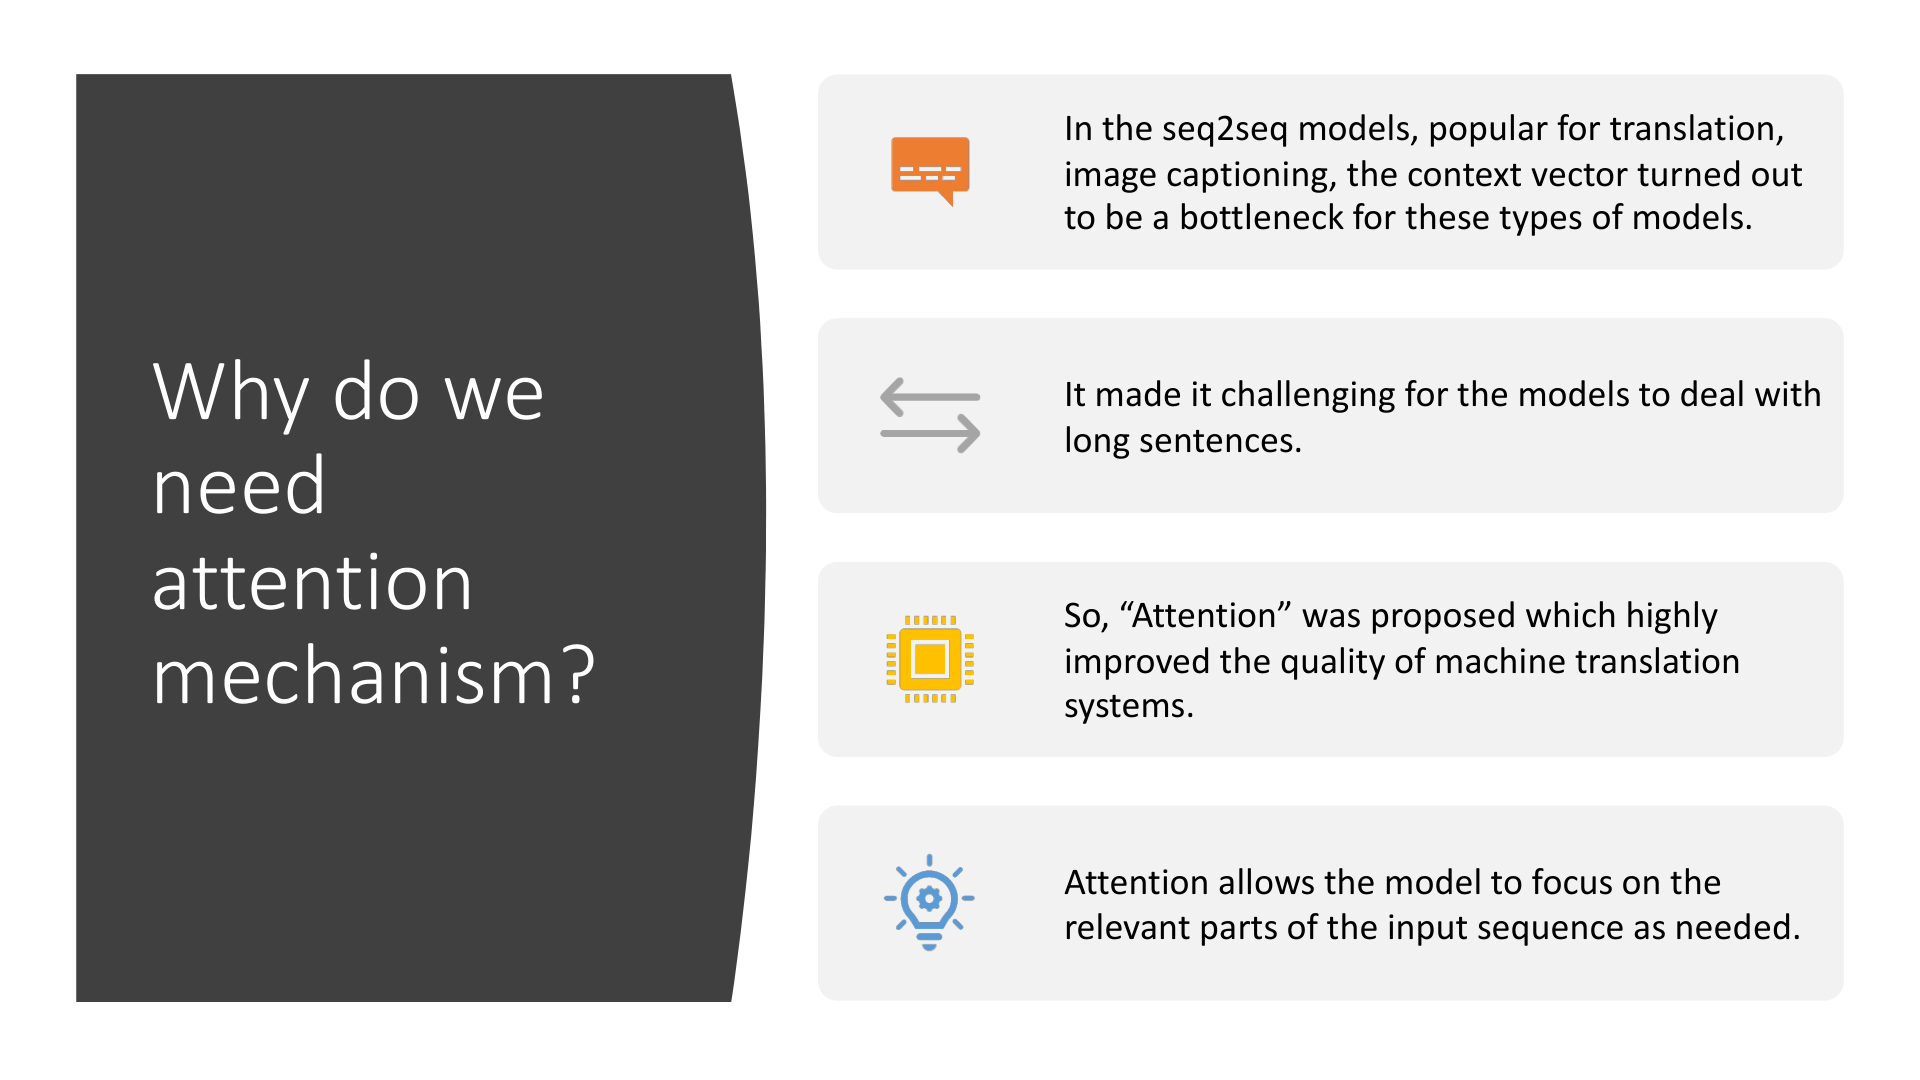 Why do we
need
attention
mechanism?
In the seq2seq models, popular for translation,
image captioning, the context vector turned out
to be a bottleneck for these types of models.
It made it challenging for the models to deal with
long sentences.
So, “Attention” was proposed which highly
improved the quality of machine translation
systems.
Attention allows the model to focus on the
relevant parts of the input sequence as needed.